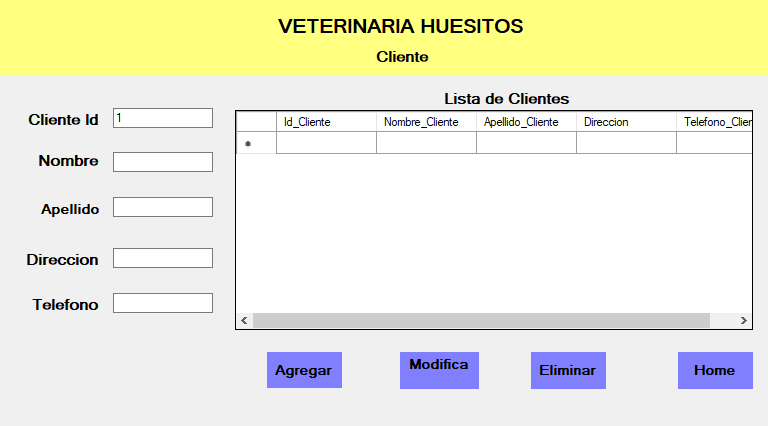 VETERINARIA HUESITOS
Cliente
Lista de Clientes
Cliente Id 1
Id_Cliente Nombre_Cliente Apellido_Cliente Direccion Telefono_Clien
*
Nombre
Apellido
Direccion
Telefono
Agregar Modifica Eliminar Home